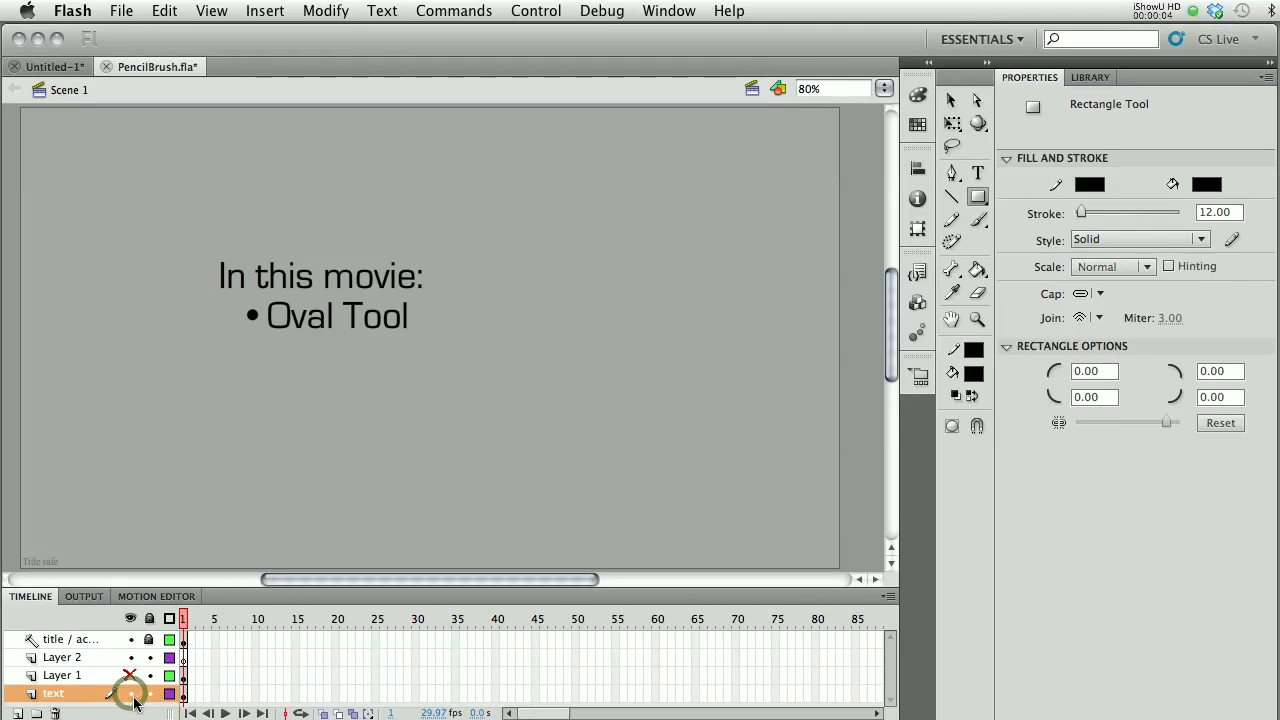 Flash File Edit View Insert Modify Text Commands Control Debug Window Help iShowU HD 00:00:04
Fl ESSENTIALS CS Live
Untitled-1* PencilBrush.fla* PROPERTIES LIBRARY
Scene 1 80%
Rectangle Tool
FILL AND STROKE
Stroke: 12.00
Style: Solid
Scale: Normal Hinting
Cap:
Join: Miter: 3.00
RECTANGLE OPTIONS
0.00 0.00
0.00 0.00
Reset
In this movie:
• Oval Tool
Title safe
TIMELINE OUTPUT MOTION EDITOR
1 5 10 15 20 25 30 35 40 45 50 55 60 65 70 75 80 85
title / ac...
Layer 2
Layer 1
text
1 29.97 fps 0.0 s